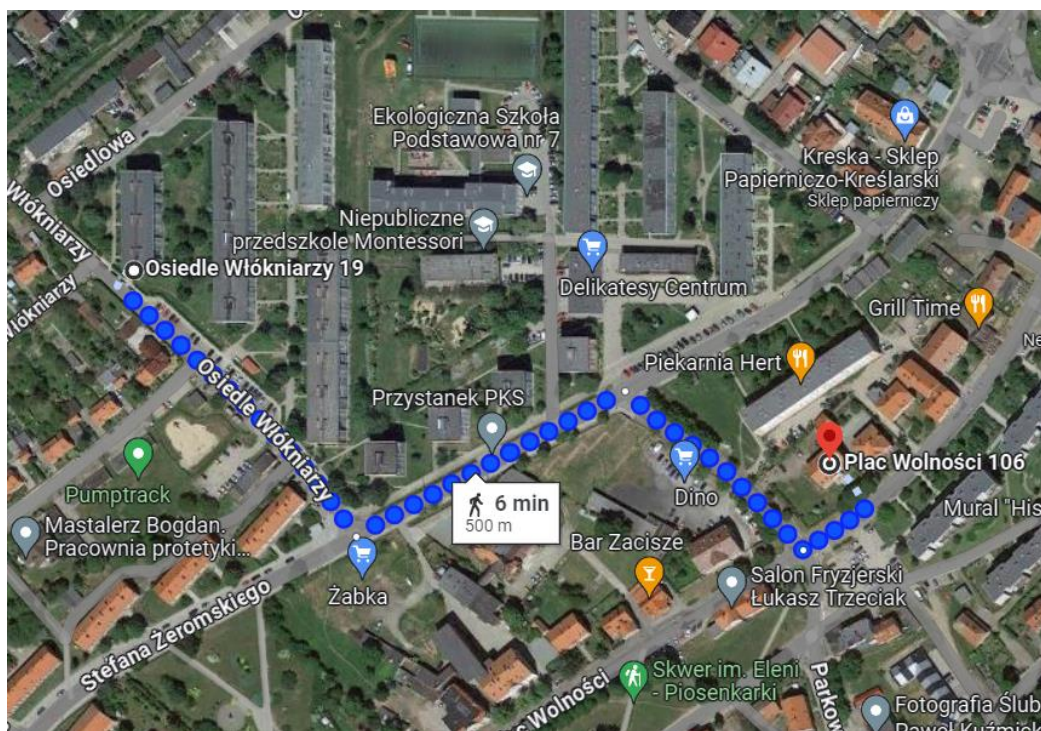 Ekologiczna Szkoła
Podstawowa nr 7
Osiedlowa
Kreska - Sklep
Papierniczo-Kreślarski
Sklep papierniczy
Włókniarzy
Niepubliczne
przedszkole Montessori
Osiedle Włókniarzy 19
Delikatesy Centrum
Włókniarzy
Grill Time
Piekarnia Hert
Osiedle Włókniarzy
Przystanek PKS
Plac Wolności 106
Pumptrack
6 min
500 m
Dino
Mural "His
Mastalerz Bogdan.
Pracownia protetyki...
Bar Zacisze
Żabka
Salon Fryzjerski
Łukasz Trzeciak
Stefana Żeromskiego
Skwer im. Eleni
- Piosenkarki
Wolności
Parkow
Fotografia Ślub
Paweł Kuźmick